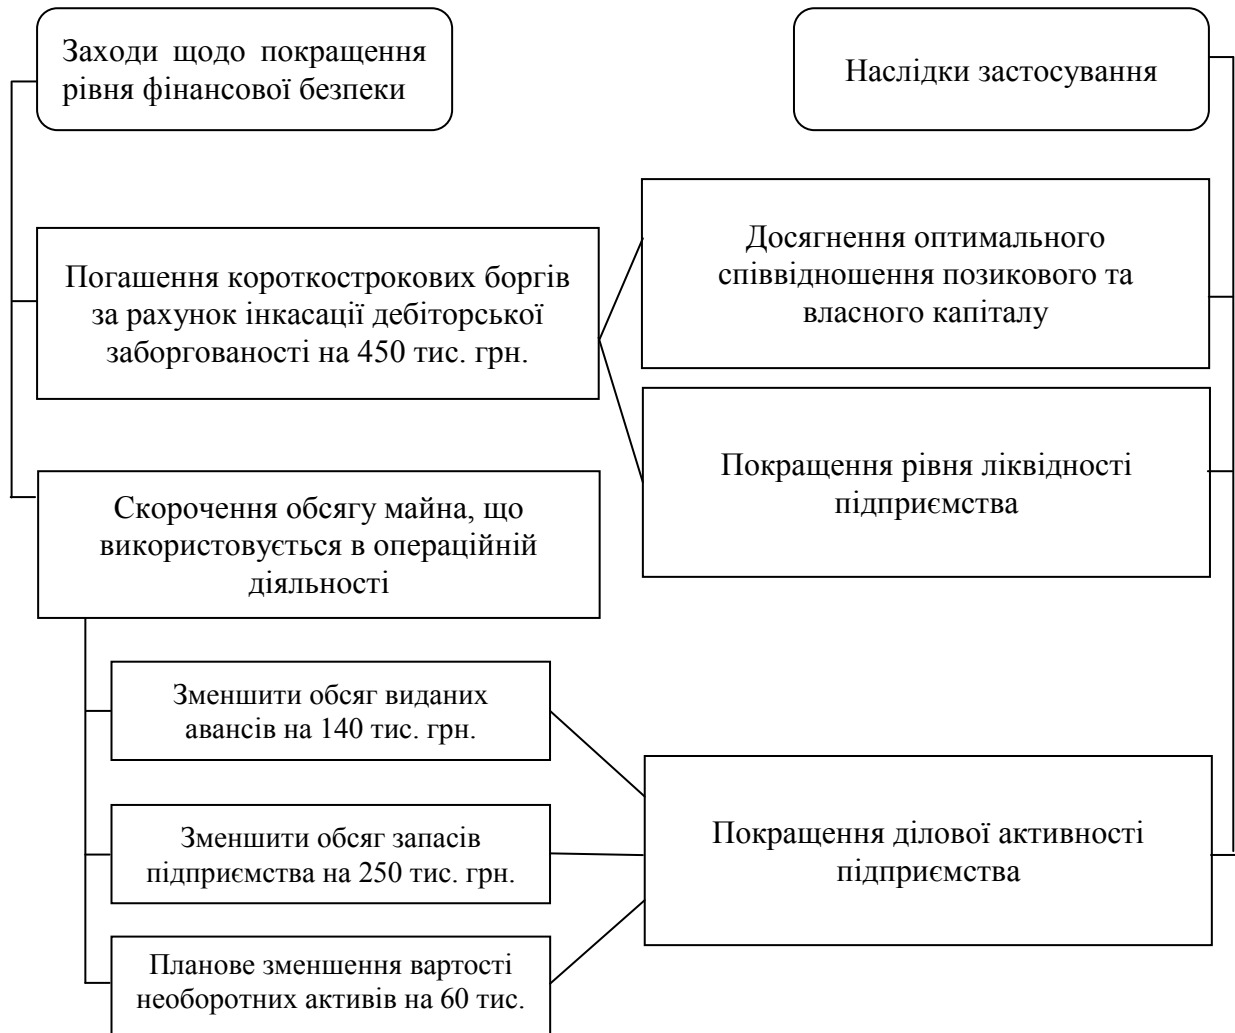 Заходи щодо покращення
рівня фінансової безпеки
Наслідки застосування
Погашення короткострокових боргів
за рахунок інкасації дебіторської
заборгованості на 450 тис. грн.
Досягнення оптимального
співвідношення позикового та
власного капіталу
Покращення рівня ліквідності
підприємства
Скорочення обсягу майна, що
використовується в операційній
діяльності
Зменшити обсяг виданих
авансів на 140 тис. грн.
Зменшити обсяг запасів
підприємства на 250 тис. грн.
Планове зменшення вартості
необоротних активів на 60 тис.
Покращення ділової активності
підприємства